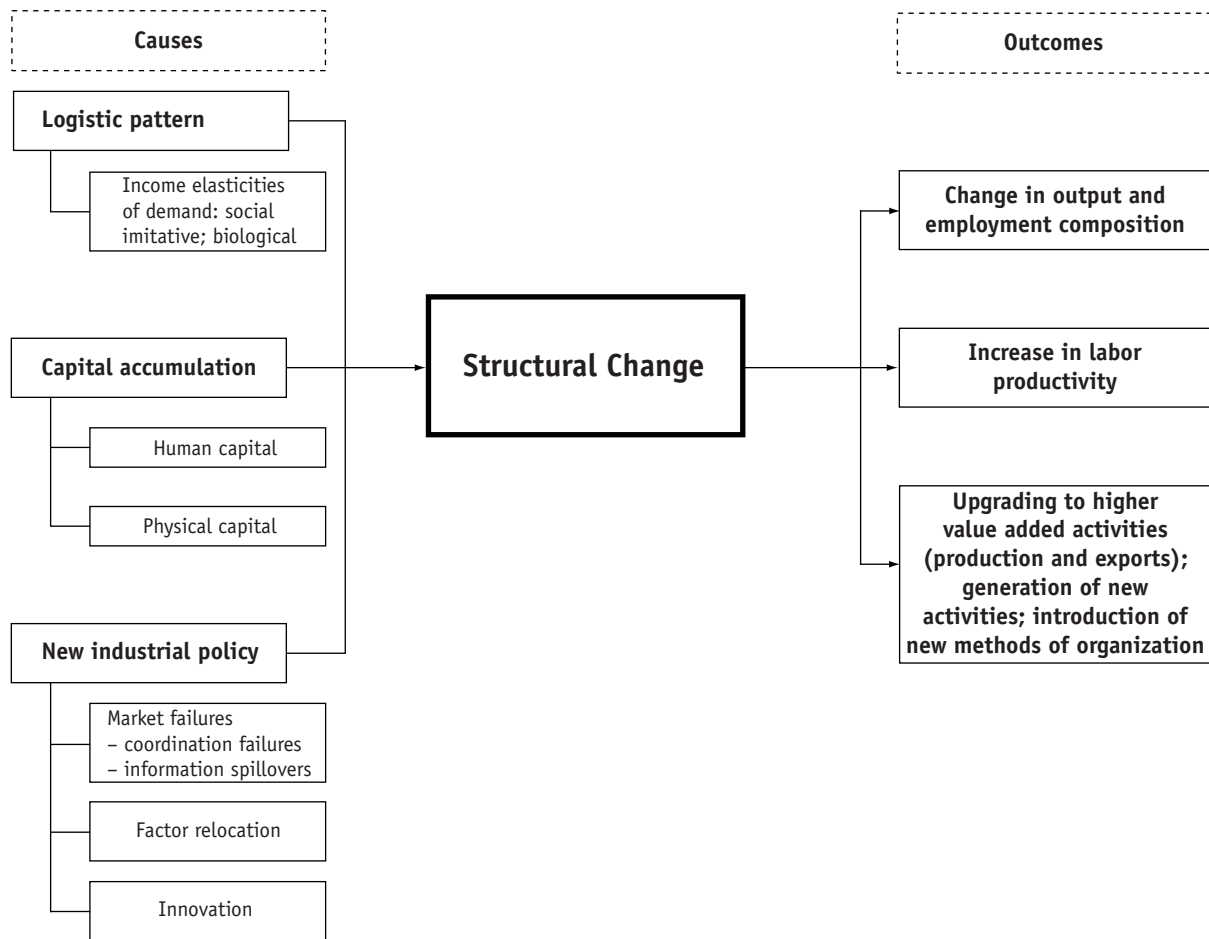 Causes
Logistic pattern
Income elasticities
of demand: social
imitative; biological
Capital accumulation
Human capital
Physical capital
New industrial policy
Market failures
– coordination failures
– information spillovers
Factor relocation
Innovation
Structural Change
Outcomes
Change in output and
employment composition
Increase in labor
productivity
Upgrading to higher
value added activities
(production and exports);
generation of new
activities; introduction of
new methods of organization